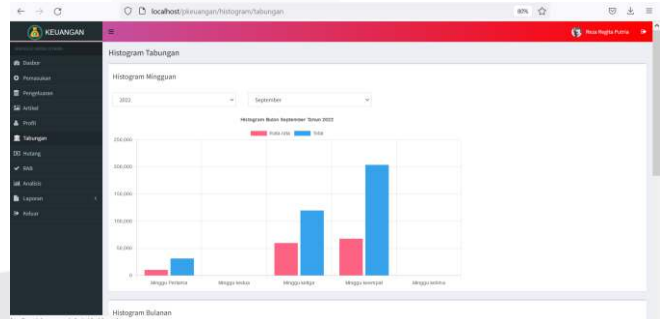 localhost/pkeuangan/histogram/tabungan
80%
KEUANGAN
Reza Regita Putria
Dasbor
Pemasukan
Pengeluaran
Artikel
Profil
Tabungan
Hutang
RAB
Analisis
Laporan
Keluar
Histogram Tabungan
Histogram Mingguan
2022
September
Histogram Bulan September Tahun 2022
Total
250,000
200,000
150,000
100,000
50,000
0
Minggu Pertama
Minggu kedua
Minggu ketiga
Minggu keempat
Minggu kelima
Histogram Bulanan